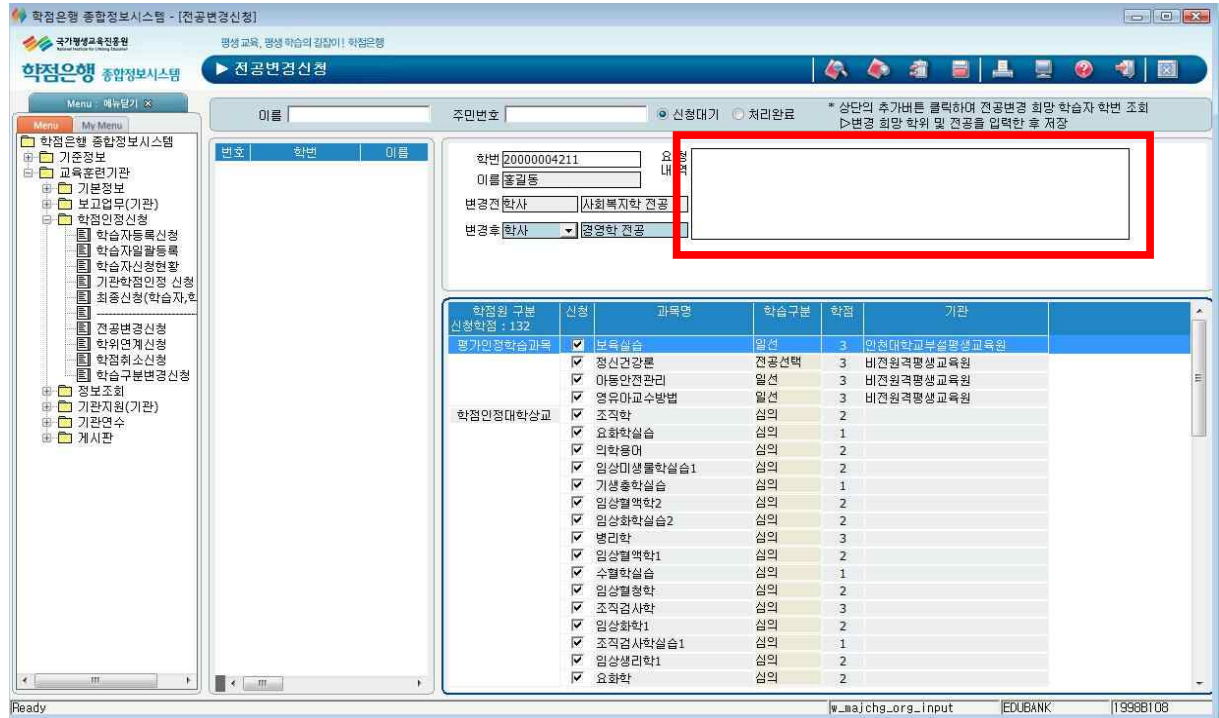 학점은행 종합정보시스템 - [전공변경신청]
국가평생교육진흥원
평생 교육, 평생 학습의 길잡이! 학점은행
학점은행 종합정보시스템
▶ 전공변경신청
Menu : 메뉴닫기
Menu My Menu
이름
주민번호
신청대기 처리완료
* 상단의 추가버튼 클릭하여 전공변경 희망 학습자 학번 조회
▷변경 희망 학위 및 전공을 입력한 후 저장
학점은행 종합정보시스템
기준정보
교육훈련기관
기본정보
보고업무(기관)
학점인정신청
학습자등록신청
학습자일괄등록
학습자신청현황
기관학점인정 신청
최종신청(학습자,학
--------------------
전공변경신청
학위연계신청
학점취소신청
학습구분변경신청
정보조회
기관지원(기관)
기관연수
게시판
번호 학번 이름
학번 20000004211
요청
내역
이름 홍길동
변경전 학사 사회복지학 전공
변경후 학사 경영학 전공
학점원 구분 신청 과목명 학습구분 학점 기관
신청학점 : 132
평가인정학습과목 보육실습 일선 3 인천대학교부설평생교육원
정신건강론 전공선택 3 비전원격평생교육원
아동안전관리 일선 3 비전원격평생교육원
영유아교수방법 일선 3 비전원격평생교육원
학점인정대학상교 조직학 심의 2
요화학실습 심의 1
의학용어 심의 2
임상미생물학실습1 심의 2
기생충학실습 심의 1
임상혈액학2 심의 2
임상화학실습2 심의 2
병리학 심의 3
임상혈액학1 심의 2
수혈학실습 심의 1
임상혈청학 심의 2
조직검사학 심의 3
임상화학1 심의 2
조직검사학실습1 심의 1
임상생리학1 심의 2
요화학 심의 2
Ready
w_majchg_org_input
EDUBANK
1998B108